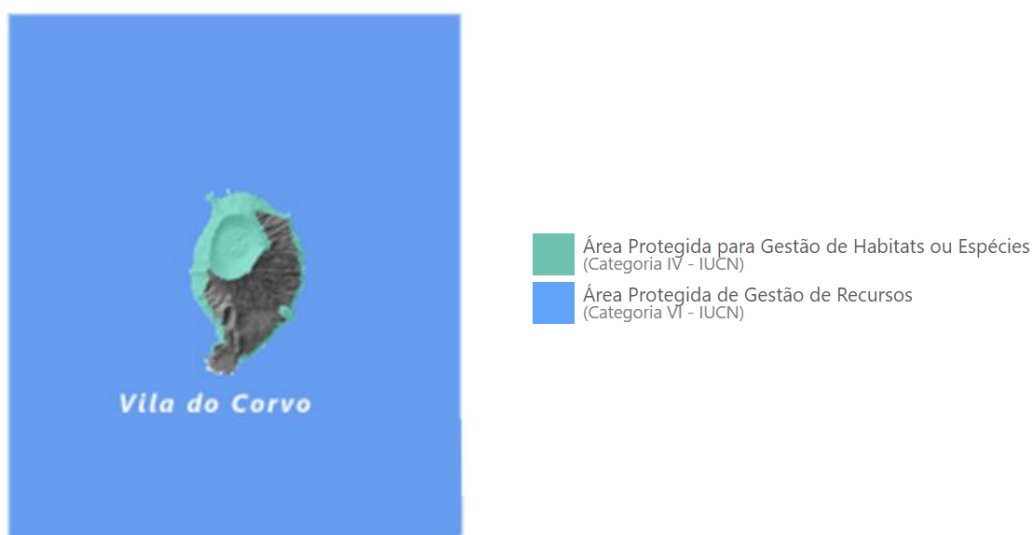 Vila do Corvo
Área Protegida para Gestão de Habitats ou Espécies
(Categoria IV - IUCN)
Área Protegida de Gestão de Recursos
(Categoria VI - IUCN)